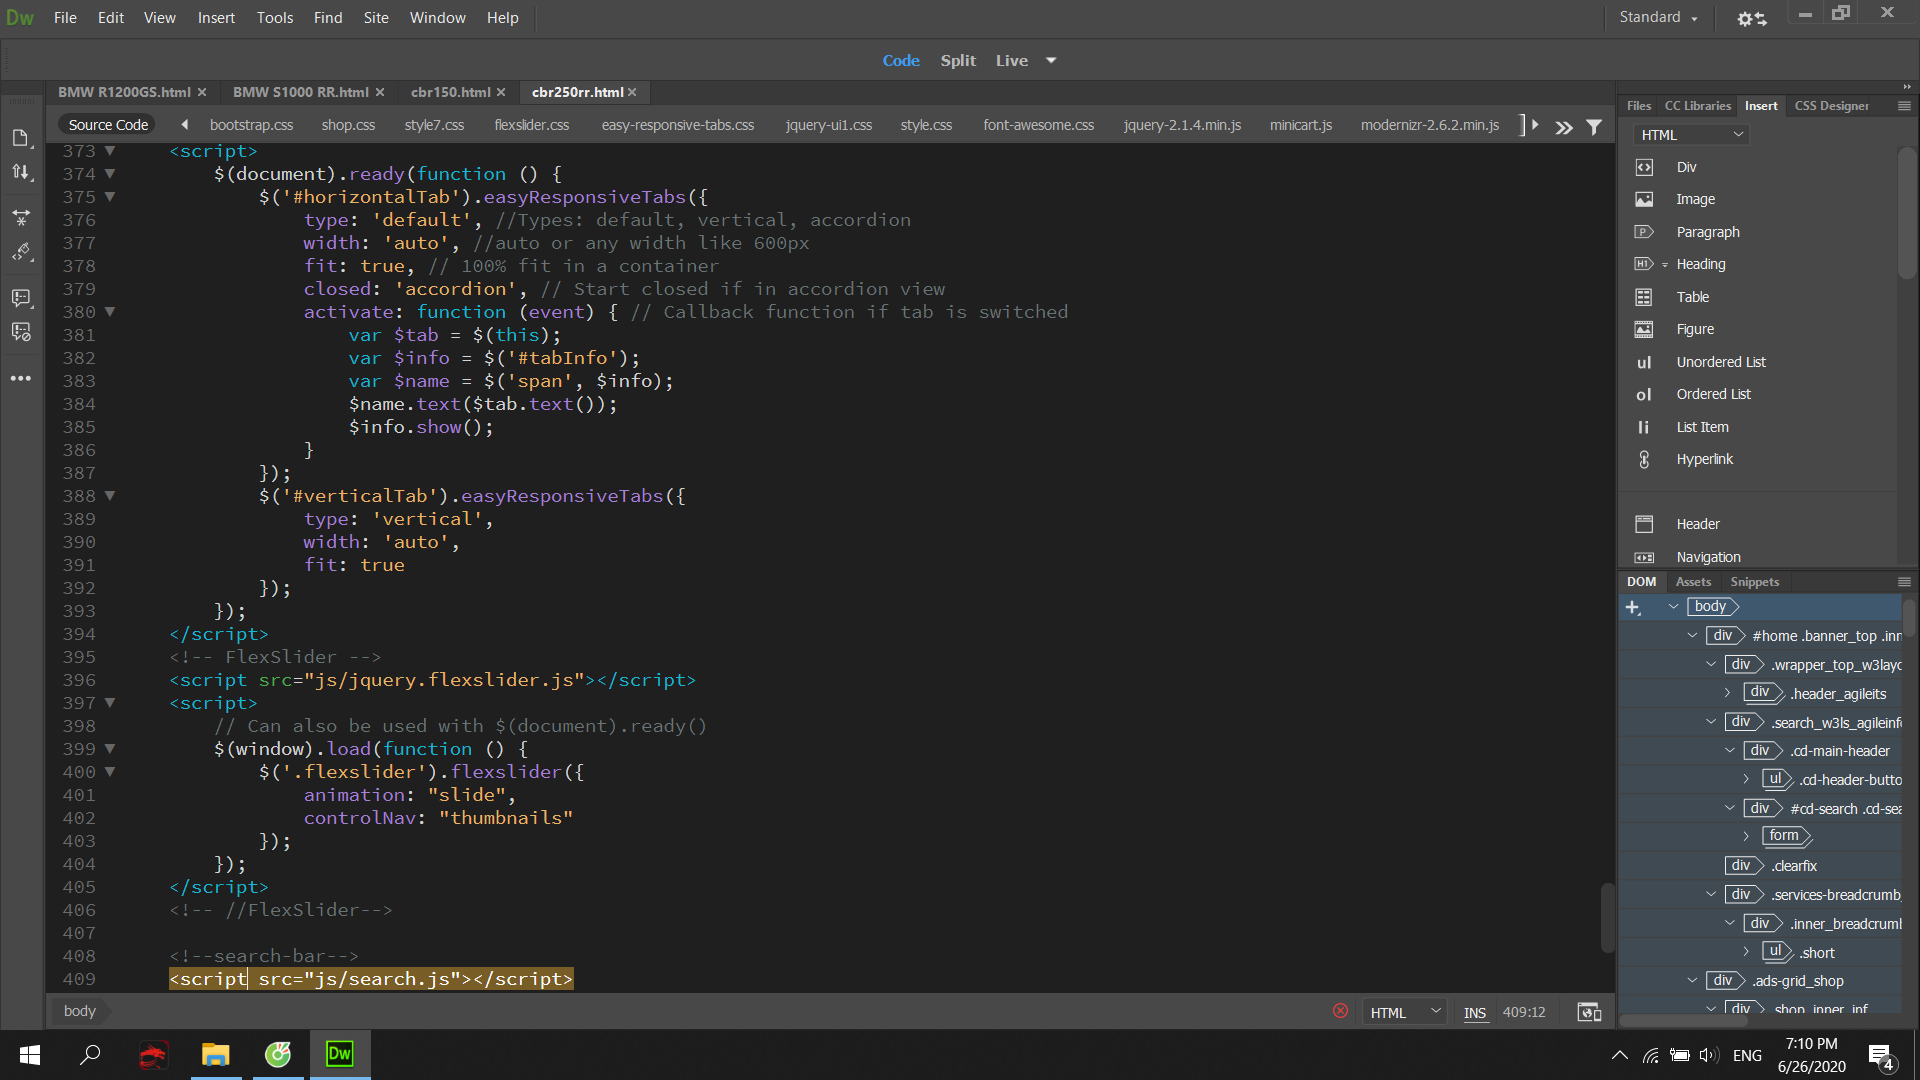 Dw File Edit View Insert Tools Find Site Window Help Standard
Code Split Live
BMW R1200GS.html BMW S1000 RR.html cbr150.html cbr250rr.html
Source Code bootstrap.css shop.css style7.css flexslider.css easy-responsive-tabs.css jquery-ui1.css style.css font-awesome.css jquery-2.1.4.min.js minicart.js modernizr-2.6.2.min.js
373 <script>
374 $(document).ready(function () {
375 $('#horizontalTab').easyResponsiveTabs({
376 type: 'default', //Types: default, vertical, accordion
377 width: 'auto', //auto or any width like 600px
378 fit: true, // 100% fit in a container
379 closed: 'accordion', // Start closed if in accordion view
380 activate: function (event) { // Callback function if tab is switched
381 var $tab = $(this);
382 var $info = $('#tabInfo');
383 var $name = $('span', $info);
384 $name.text($tab.text());
385 $info.show();
386 }
387 });
388 $('#verticalTab').easyResponsiveTabs({
389 type: 'vertical',
390 width: 'auto',
391 fit: true
392 });
393 });
394 </script>
395 <!-- FlexSlider -->
396 <script src="js/jquery.flexslider.js"></script>
397 <script>
398 // Can also be used with $(document).ready()
399 $(window).load(function () {
400 $('.flexslider').flexslider({
401 animation: "slide",
402 controlNav: "thumbnails"
403 });
404 });
405 </script>
406 <!-- //FlexSlider-->
407
408 <!--search-bar-->
409 <script src="js/search.js"></script>
body HTML INS 409:12
Files CC Libraries Insert CSS Designer
HTML
Div
Image
Paragraph
Heading
Table
Figure
ul Unordered List
ol Ordered List
li List Item
Hyperlink
Header
Navigation
DOM Assets Snippets
body
div #home .banner_top .inn
div .wrapper_top_w3layo
div .header_agileits
div .search_w3ls_agileinfo
div .cd-main-header
ul .cd-header-butto
div #cd-search .cd-sea
form
div .clearfix
div .services-breadcrumb_
div .inner_breadcrumb
ul .short
div .ads-grid_shop
div .shop_inner_inf
Dw
ENG
7:10 PM
6/26/2020
4